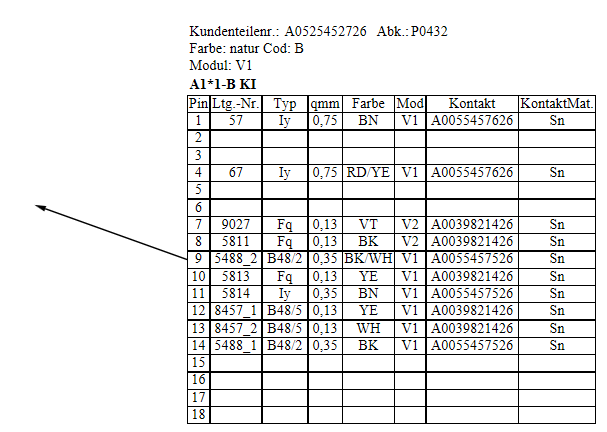 Kundenteilenr.: A0525452726 Abk.: P0432
Farbe: natur Cod: B
Modul: V1
A1*1-B KI
Pin Ltg.-Nr. Typ qmm Farbe Mod Kontakt KontaktMat.
1 57 Iy 0,75 BN V1 A0055457626 Sn
2
3
4 67 Iy 0,75 RD/YE V1 A0055457626 Sn
5
6
7 9027 Fq 0,13 VT V2 A0039821426 Sn
8 5811 Fq 0,13 BK V2 A0039821426 Sn
9 5488_2 B48/2 0,35 BK/WH V1 A0055457526 Sn
10 5813 Fq 0,13 YE V1 A0039821426 Sn
11 5814 Iy 0,35 BN V1 A0055457526 Sn
12 8457_1 B48/5 0,13 YE V1 A0039821426 Sn
13 8457_2 B48/5 0,13 WH V1 A0039821426 Sn
14 5488_1 B48/2 0,35 BK V1 A0055457526 Sn
15
16
17
18